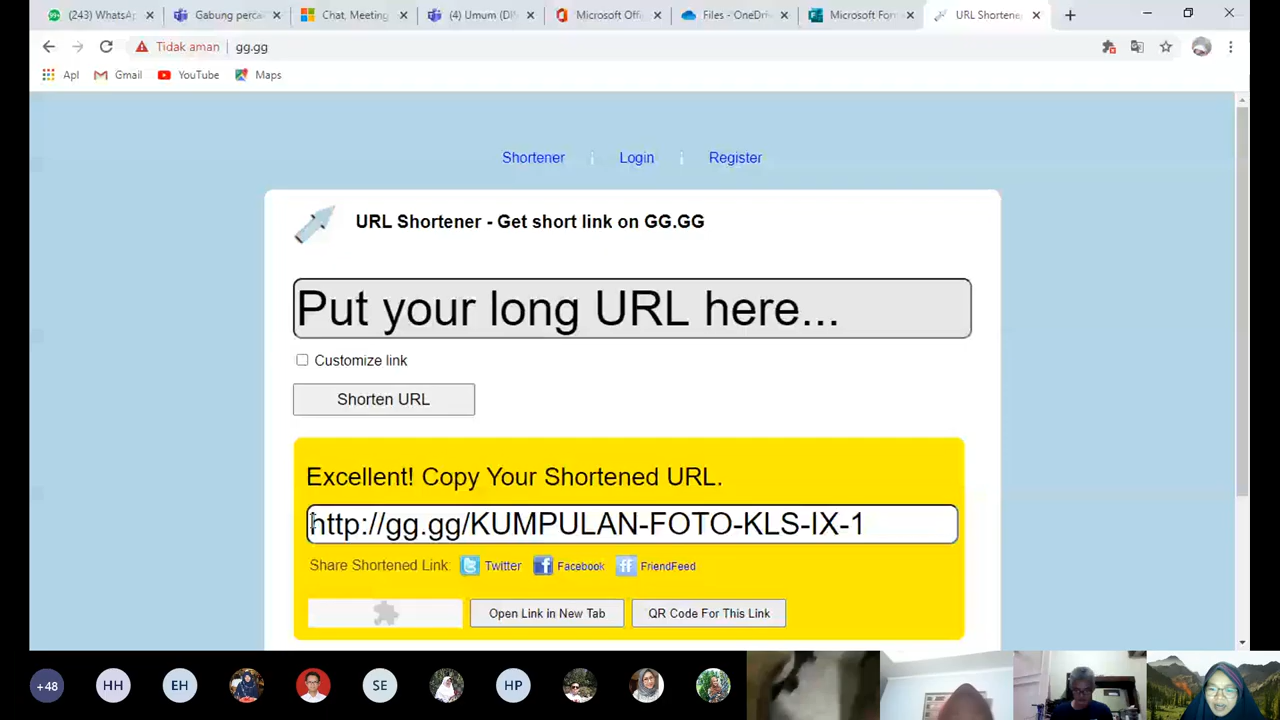 (243) WhatsA
Gabung perca
Chat, Meeting
(4) Umum (DI
Microsoft Offi
Files - OneDri
Microsoft For
URL Shortene
Tidak aman
gg.gg
Apl
Gmail
YouTube
Maps
Shortener
Login
Register
URL Shortener - Get short link on GG.GG
Put your long URL here...
Customize link
Shorten URL
Excellent! Copy Your Shortened URL.
http://gg.gg/KUMPULAN-FOTO-KLS-IX-1
Share Shortened Link:
Twitter
Facebook
FriendFeed
Open Link in New Tab
QR Code For This Link
+48
HH
EH
SE
HP